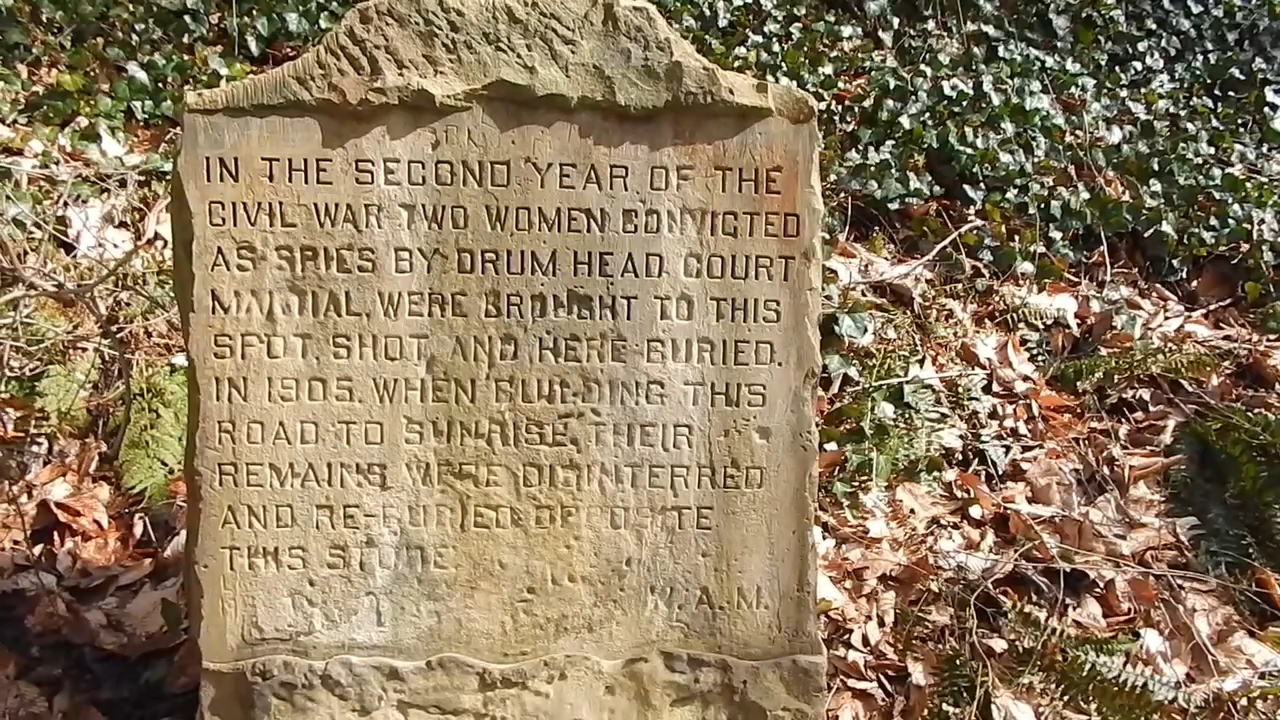 IN THE SECOND YEAR OF THE
CIVIL WAR TWO WOMEN CONVICTED
AS SPIES BY DRUM HEAD COURT
MARTIAL, WERE BROUGHT TO THIS
SPOT, SHOT AND HERE BURIED.
IN 1905. WHEN BUILDING THIS
ROAD TO SUNRISE, THEIR
REMAINS WERE DISINTERRED
AND RE-BURIED OPPOSITE
THIS STONE
W. A. M.